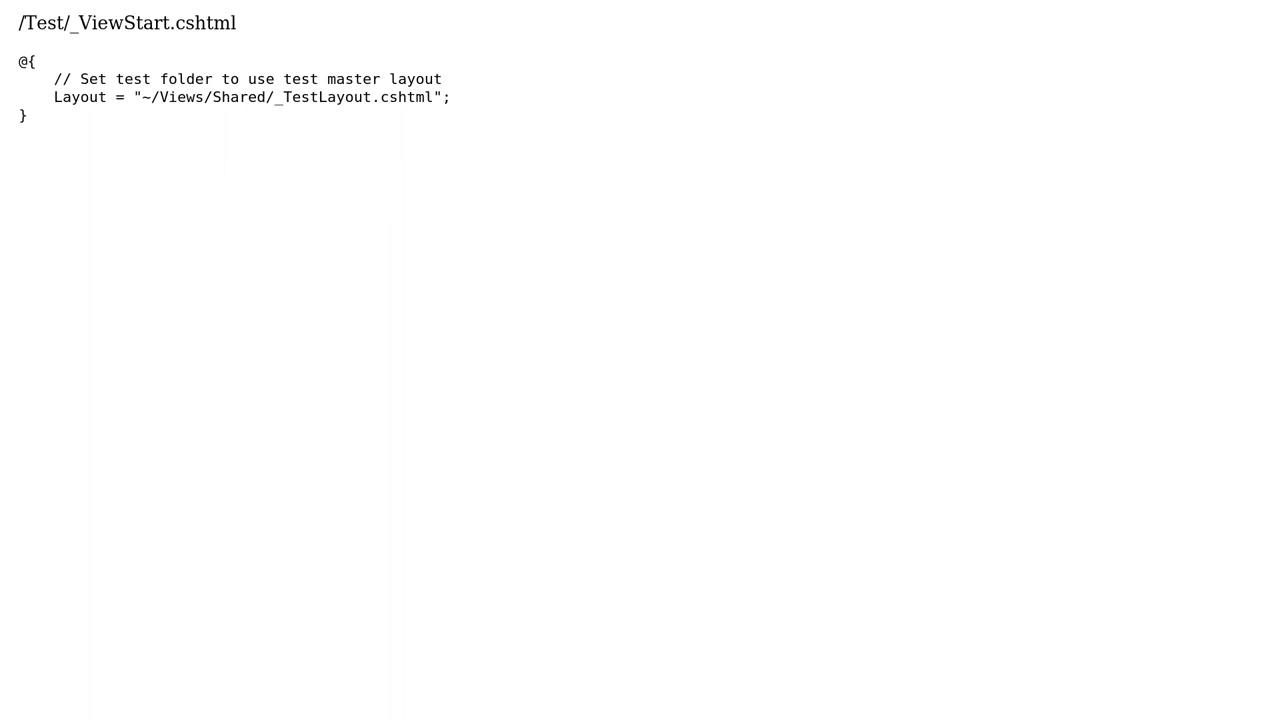 /Test/_ViewStart.cshtml
@{
    // Set test folder to use test master layout
    Layout = "~/Views/Shared/_TestLayout.cshtml";
}